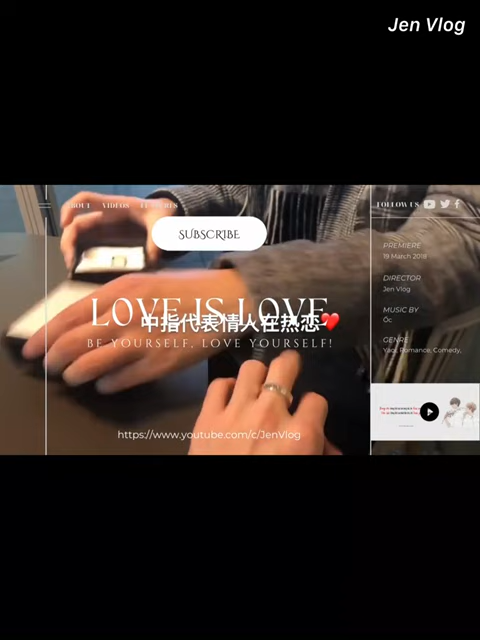 Jen Vlog
VIDEOS
FOLLOW US
SUBSCRIBE
PREMIERE
19 March 2018
DIRECTOR
Jen Vlog
MUSIC BY
Óc
GENRE
Yaoi, Romance, Comedy,
LOVE IS LOVE
中指代表情人在热恋❤
BE YOURSELF, LOVE YOURSELF!
https://www.youtube.com/c/JenVlog